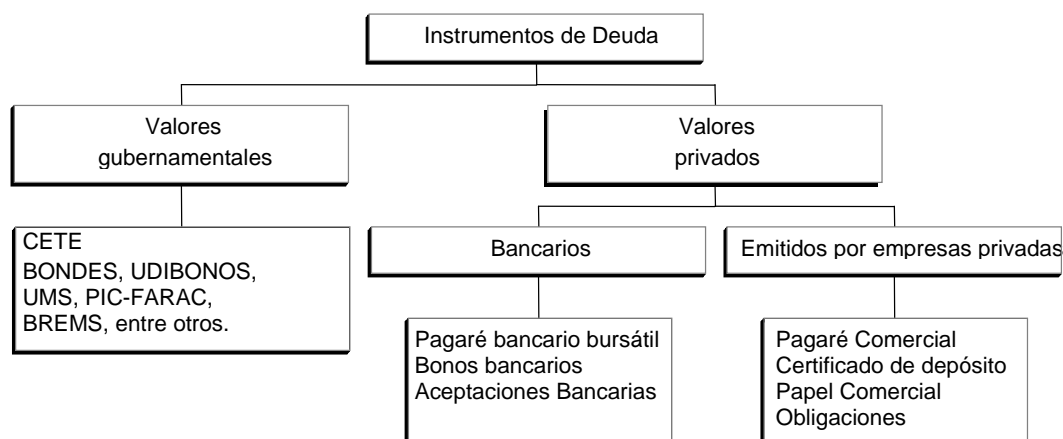 Instrumentos de Deuda
Valores
gubernamentales
Valores
privados
CETE
BONDES, UDIBONOS,
UMS, PIC-FARAC,
BREMS, entre otros.
Bancarios
Emitidos por empresas privadas
Pagaré bancario bursátil
Bonos bancarios
Aceptaciones Bancarias
Pagaré Comercial
Certificado de depósito
Papel Comercial
Obligaciones